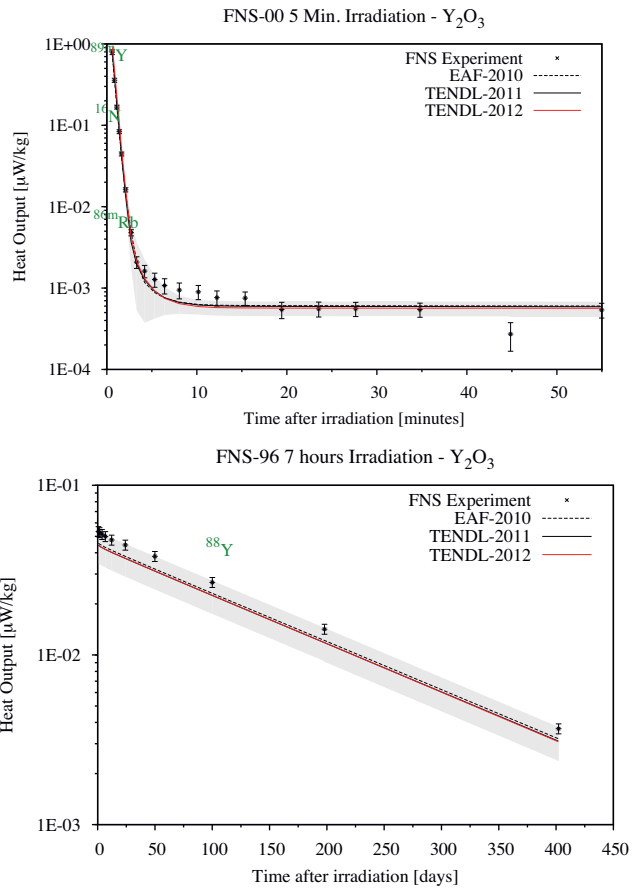 FNS-00 5 Min. Irradiation - Y₂O₃
FNS Experiment
EAF-2010
TENDL-2011
TENDL-2012
Heat Output [μW/kg]
1E+00
1E-01
1E-02
1E-03
1E-04
¹⁶N
⁸⁶ᵐRb
0 10 20 30 40 50
Time after irradiation [minutes]
FNS-96 7 hours Irradiation - Y₂O₃
FNS Experiment
EAF-2010
TENDL-2011
TENDL-2012
⁸⁸Y
Heat Output [μW/kg]
1E-01
1E-02
1E-03
0 50 100 150 200 250 300 350 400 450
Time after irradiation [days]